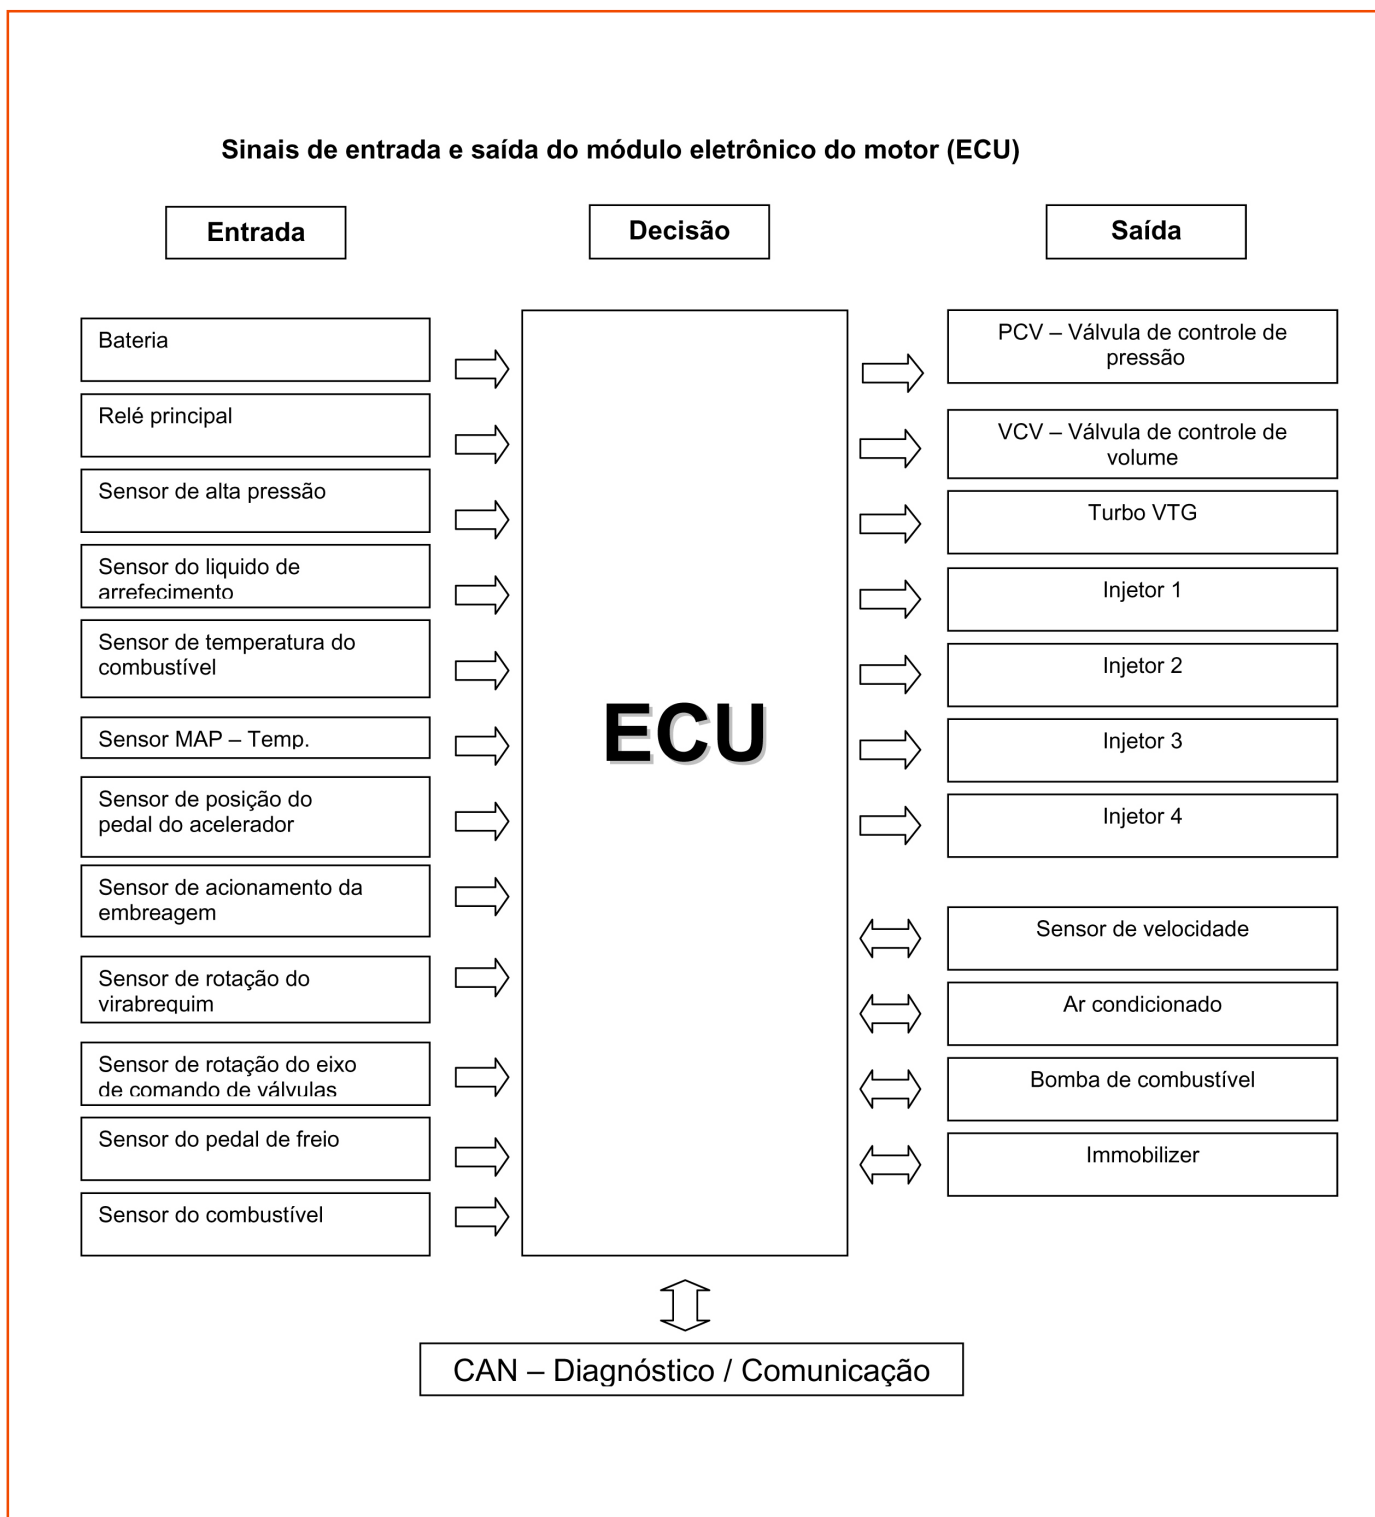 Sinais de entrada e saída do módulo eletrônico do motor (ECU)
Entrada
Decisão
Saída
Bateria
Relé principal
Sensor de alta pressão
Sensor do liquido de
arrefecimento
Sensor de temperatura do
combustível
Sensor MAP – Temp.
Sensor de posição do
pedal do acelerador
Sensor de acionamento da
embreagem
Sensor de rotação do
virabrequim
Sensor de rotação do eixo
de comando de válvulas
Sensor do pedal de freio
Sensor do combustível
ECU
PCV – Válvula de controle de
pressão
VCV – Válvula de controle de
volume
Turbo VTG
Injetor 1
Injetor 2
Injetor 3
Injetor 4
Sensor de velocidade
Ar condicionado
Bomba de combustível
Immobilizer
CAN – Diagnóstico / Comunicação